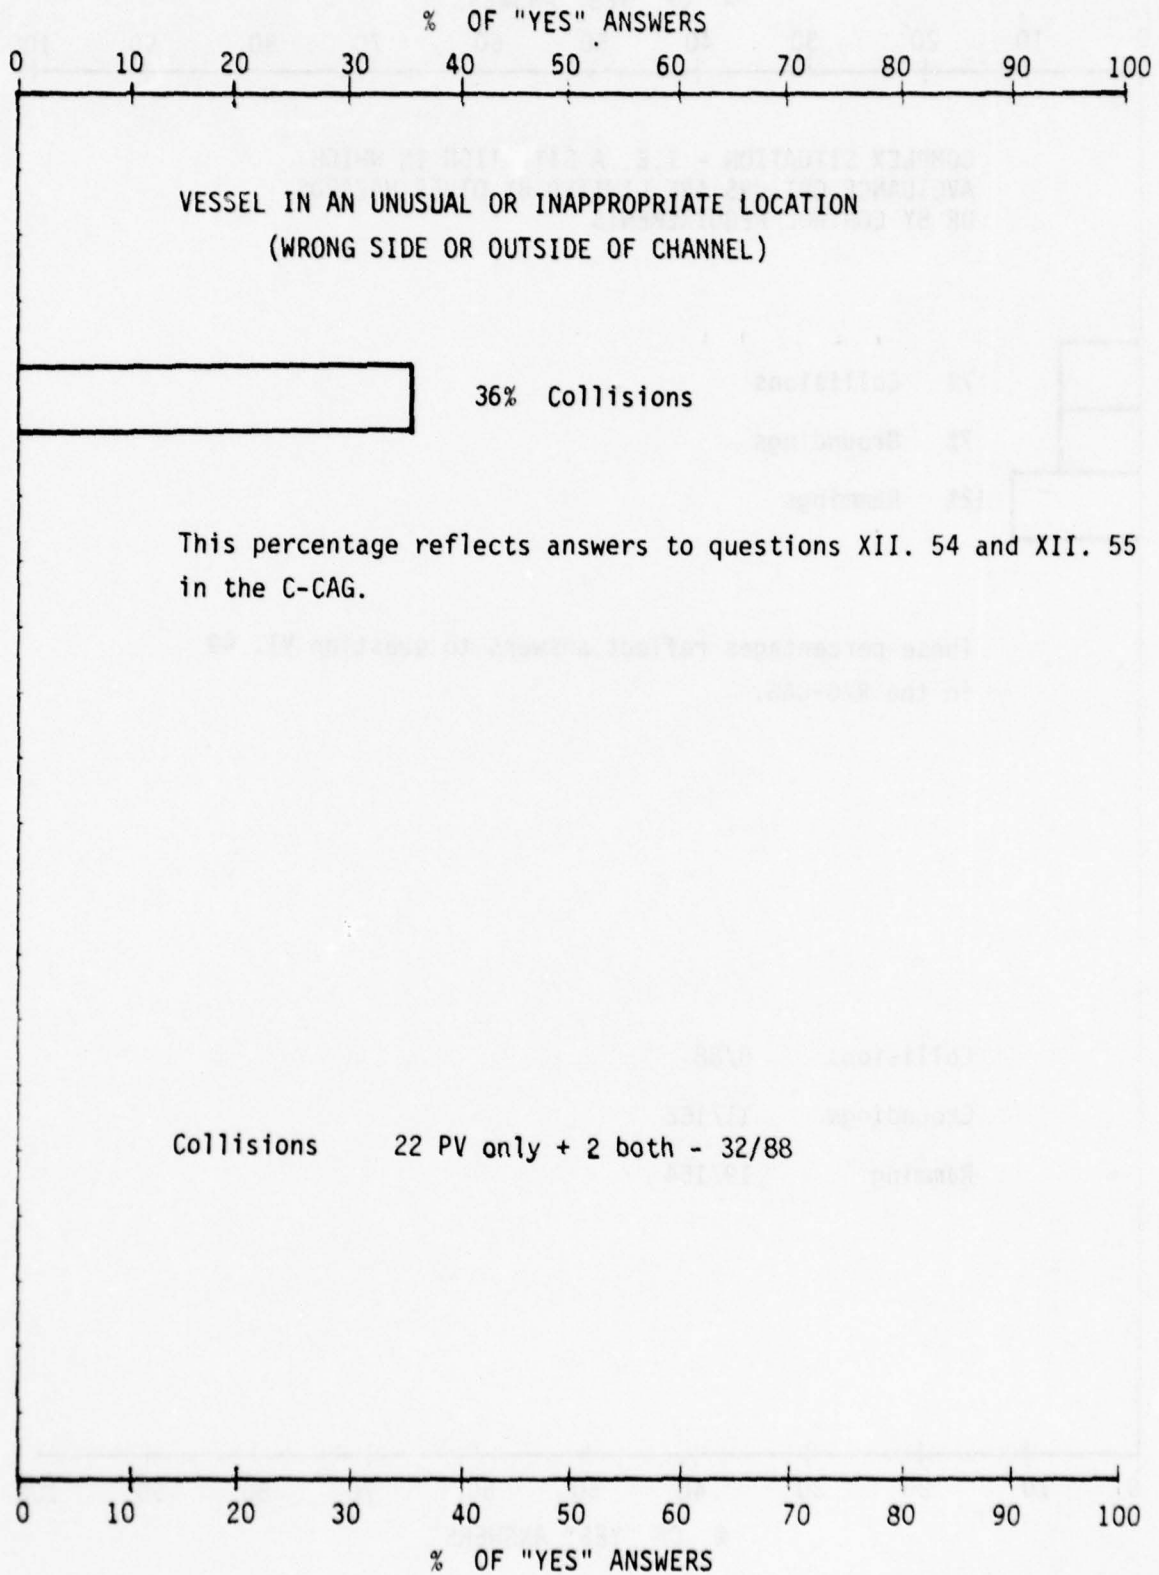 % OF "YES" ANSWERS
0 10 20 30 40 50 60 70 80 90 100
VESSEL IN AN UNUSUAL OR INAPPROPRIATE LOCATION
(WRONG SIDE OR OUTSIDE OF CHANNEL)
36% Collisions
This percentage reflects answers to questions XII. 54 and XII. 55
in the C-CAG.
Collisions 22 PV only + 2 both - 32/88
0 10 20 30 40 50 60 70 80 90 100
% OF "YES" ANSWERS